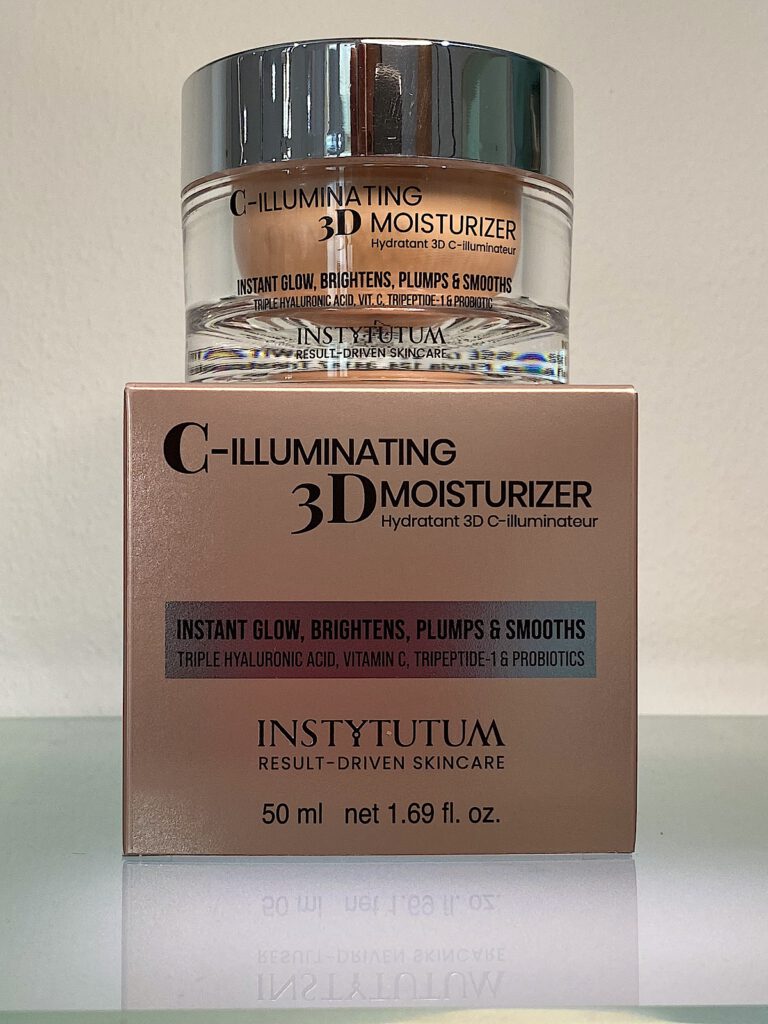 C-ILLUMINATING
3D MOISTURIZER
Hydratant 3D C-illuminateur
INSTANT GLOW, BRIGHTENS, PLUMPS & SMOOTHS
TRIPLE HYALURONIC ACID, VIT. C, TRIPEPTIDE-1 & PROBIOTIC
INSTYTUTUM
RESULT-DRIVEN SKINCARE
C-ILLUMINATING
3D MOISTURIZER
Hydratant 3D C-illuminateur
INSTANT GLOW, BRIGHTENS, PLUMPS & SMOOTHS
TRIPLE HYALURONIC ACID, VITAMIN C, TRIPEPTIDE-1 & PROBIOTICS
INSTYTUTUM
RESULT-DRIVEN SKINCARE
50 ml net 1.69 fl. oz.